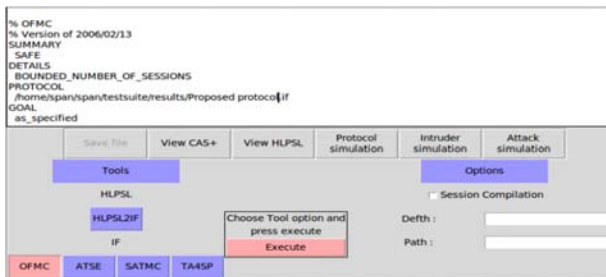 % OFMC
% Version of 2006/02/13
SUMMARY
SAFE
DETAILS
BOUNDED_NUMBER_OF_SESSIONS
PROTOCOL
/home/span/span/testsuite/results/Proposed protocol.if
GOAL
as_specified
Save file View CAS+ View HLPSL Protocol simulation Intruder simulation Attack simulation
Tools Options
HLPSL Session Compilation
HLPSL2IF Choose Tool option and press execute Defth :
IF Execute Path :
OFMC ATSE SATMC TA4SP